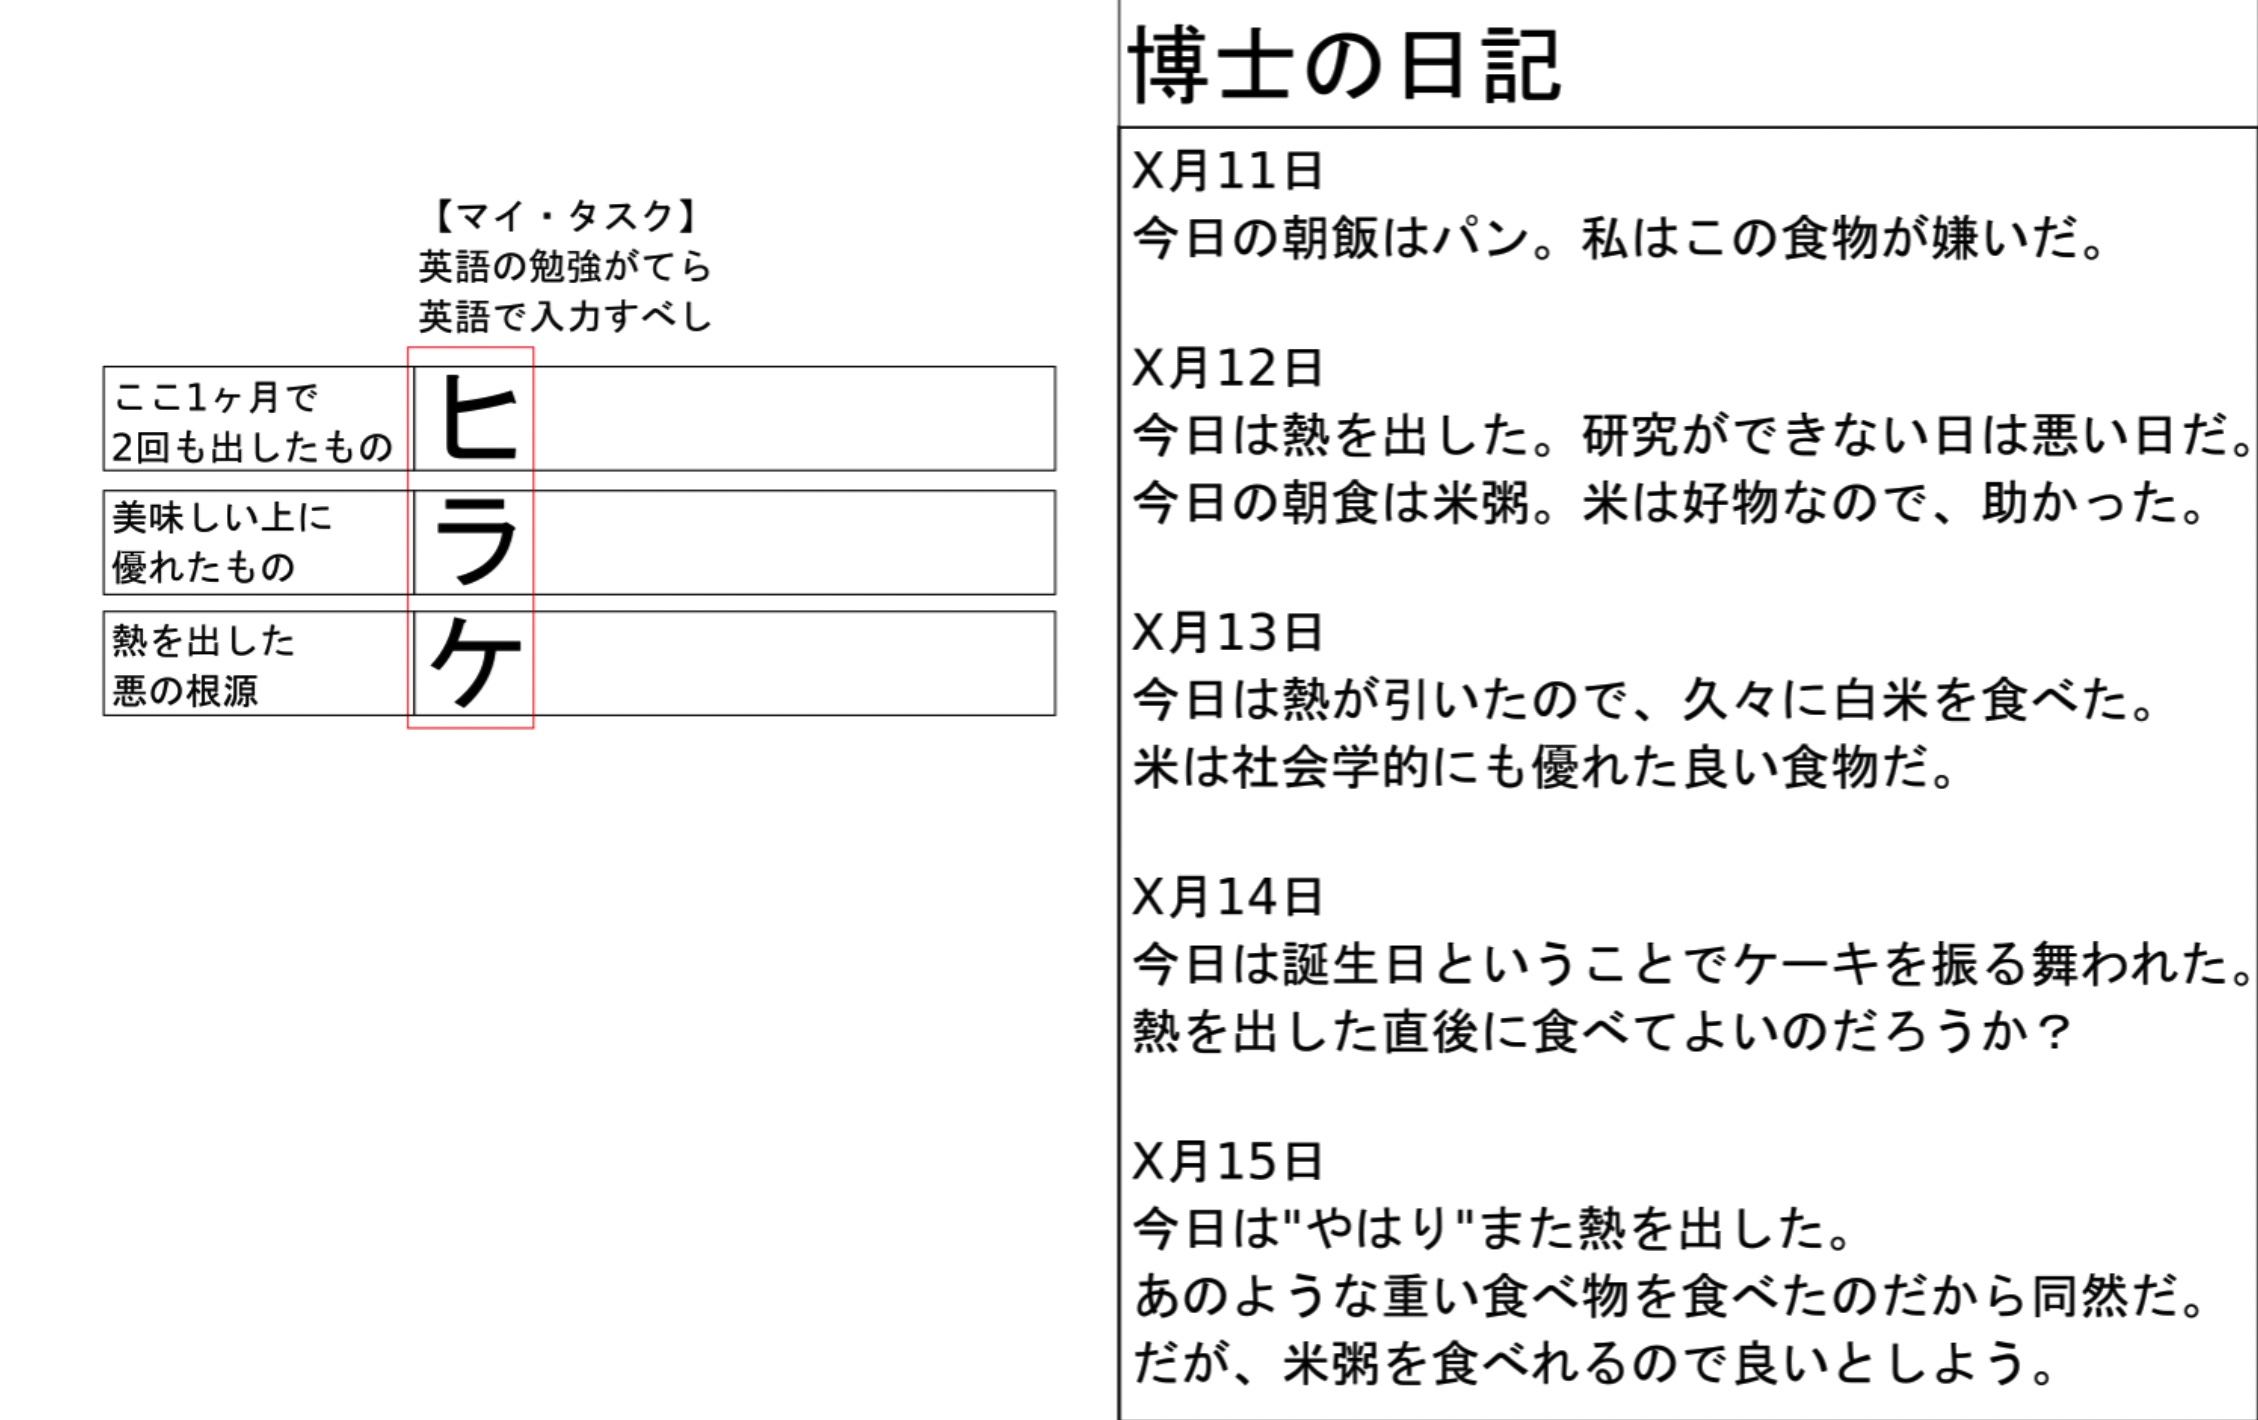 【マイ・タスク】
英語の勉強がてら
英語で入力すべし
ここ1ヶ月で
2回も出したもの
ヒ
美味しい上に
優れたもの
ラ
熱を出した
悪の根源
ケ
博士の日記
X月11日
今日の朝飯はパン。私はこの食物が嫌いだ。
X月12日
今日は熱を出した。研究ができない日は悪い日だ。
今日の朝食は米粥。米は好物なので、助かった。
X月13日
今日は熱が引いたので、久々に白米を食べた。
米は社会学的にも優れた良い食物だ。
X月14日
今日は誕生日ということでケーキを振る舞われた。
熱を出した直後に食べてよいのだろうか？
X月15日
今日は"やはり"また熱を出した。
あのような重い食べ物を食べたのだから同然だ。
だが、米粥を食べれるので良いとしよう。